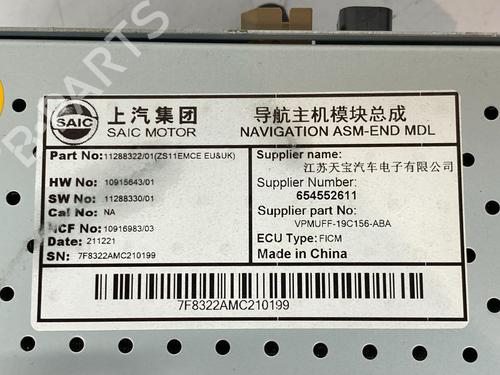 B-PARTS
SAIC
上汽集团
SAIC MOTOR
导航主机模块总成
NAVIGATION ASM-END MDL
Part No: 11288322/01(ZS11EMCE EU&UK)
HW No: 10915643/01
SW No: 11288330/01
Cal No: NA
NCF No: 10916983/03
Date: 211221
SN: 7F8322AMC210199
Supplier name:
江苏天宝汽车电子有限公司
Supplier Number:
654552611
Supplier part No:
VPMUFF-19C156-ABA
ECU Type: FICM
Made in China
7F8322AMC210199